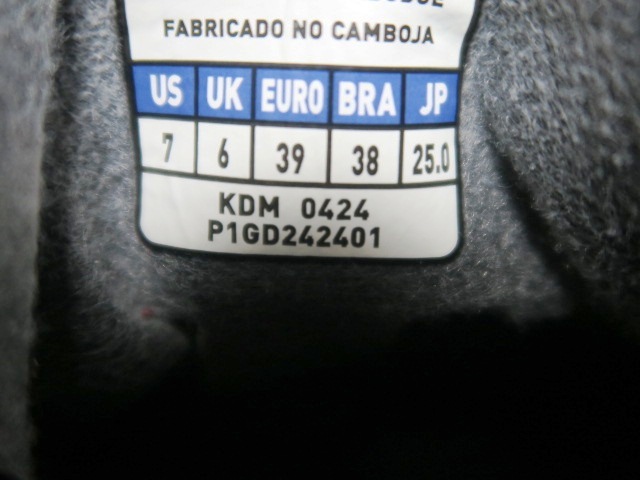 FABRICADO NO CAMBOJA
US UK EURO BRA JP
7 6 39 38 25.0
KDM 0424
P1GD242401